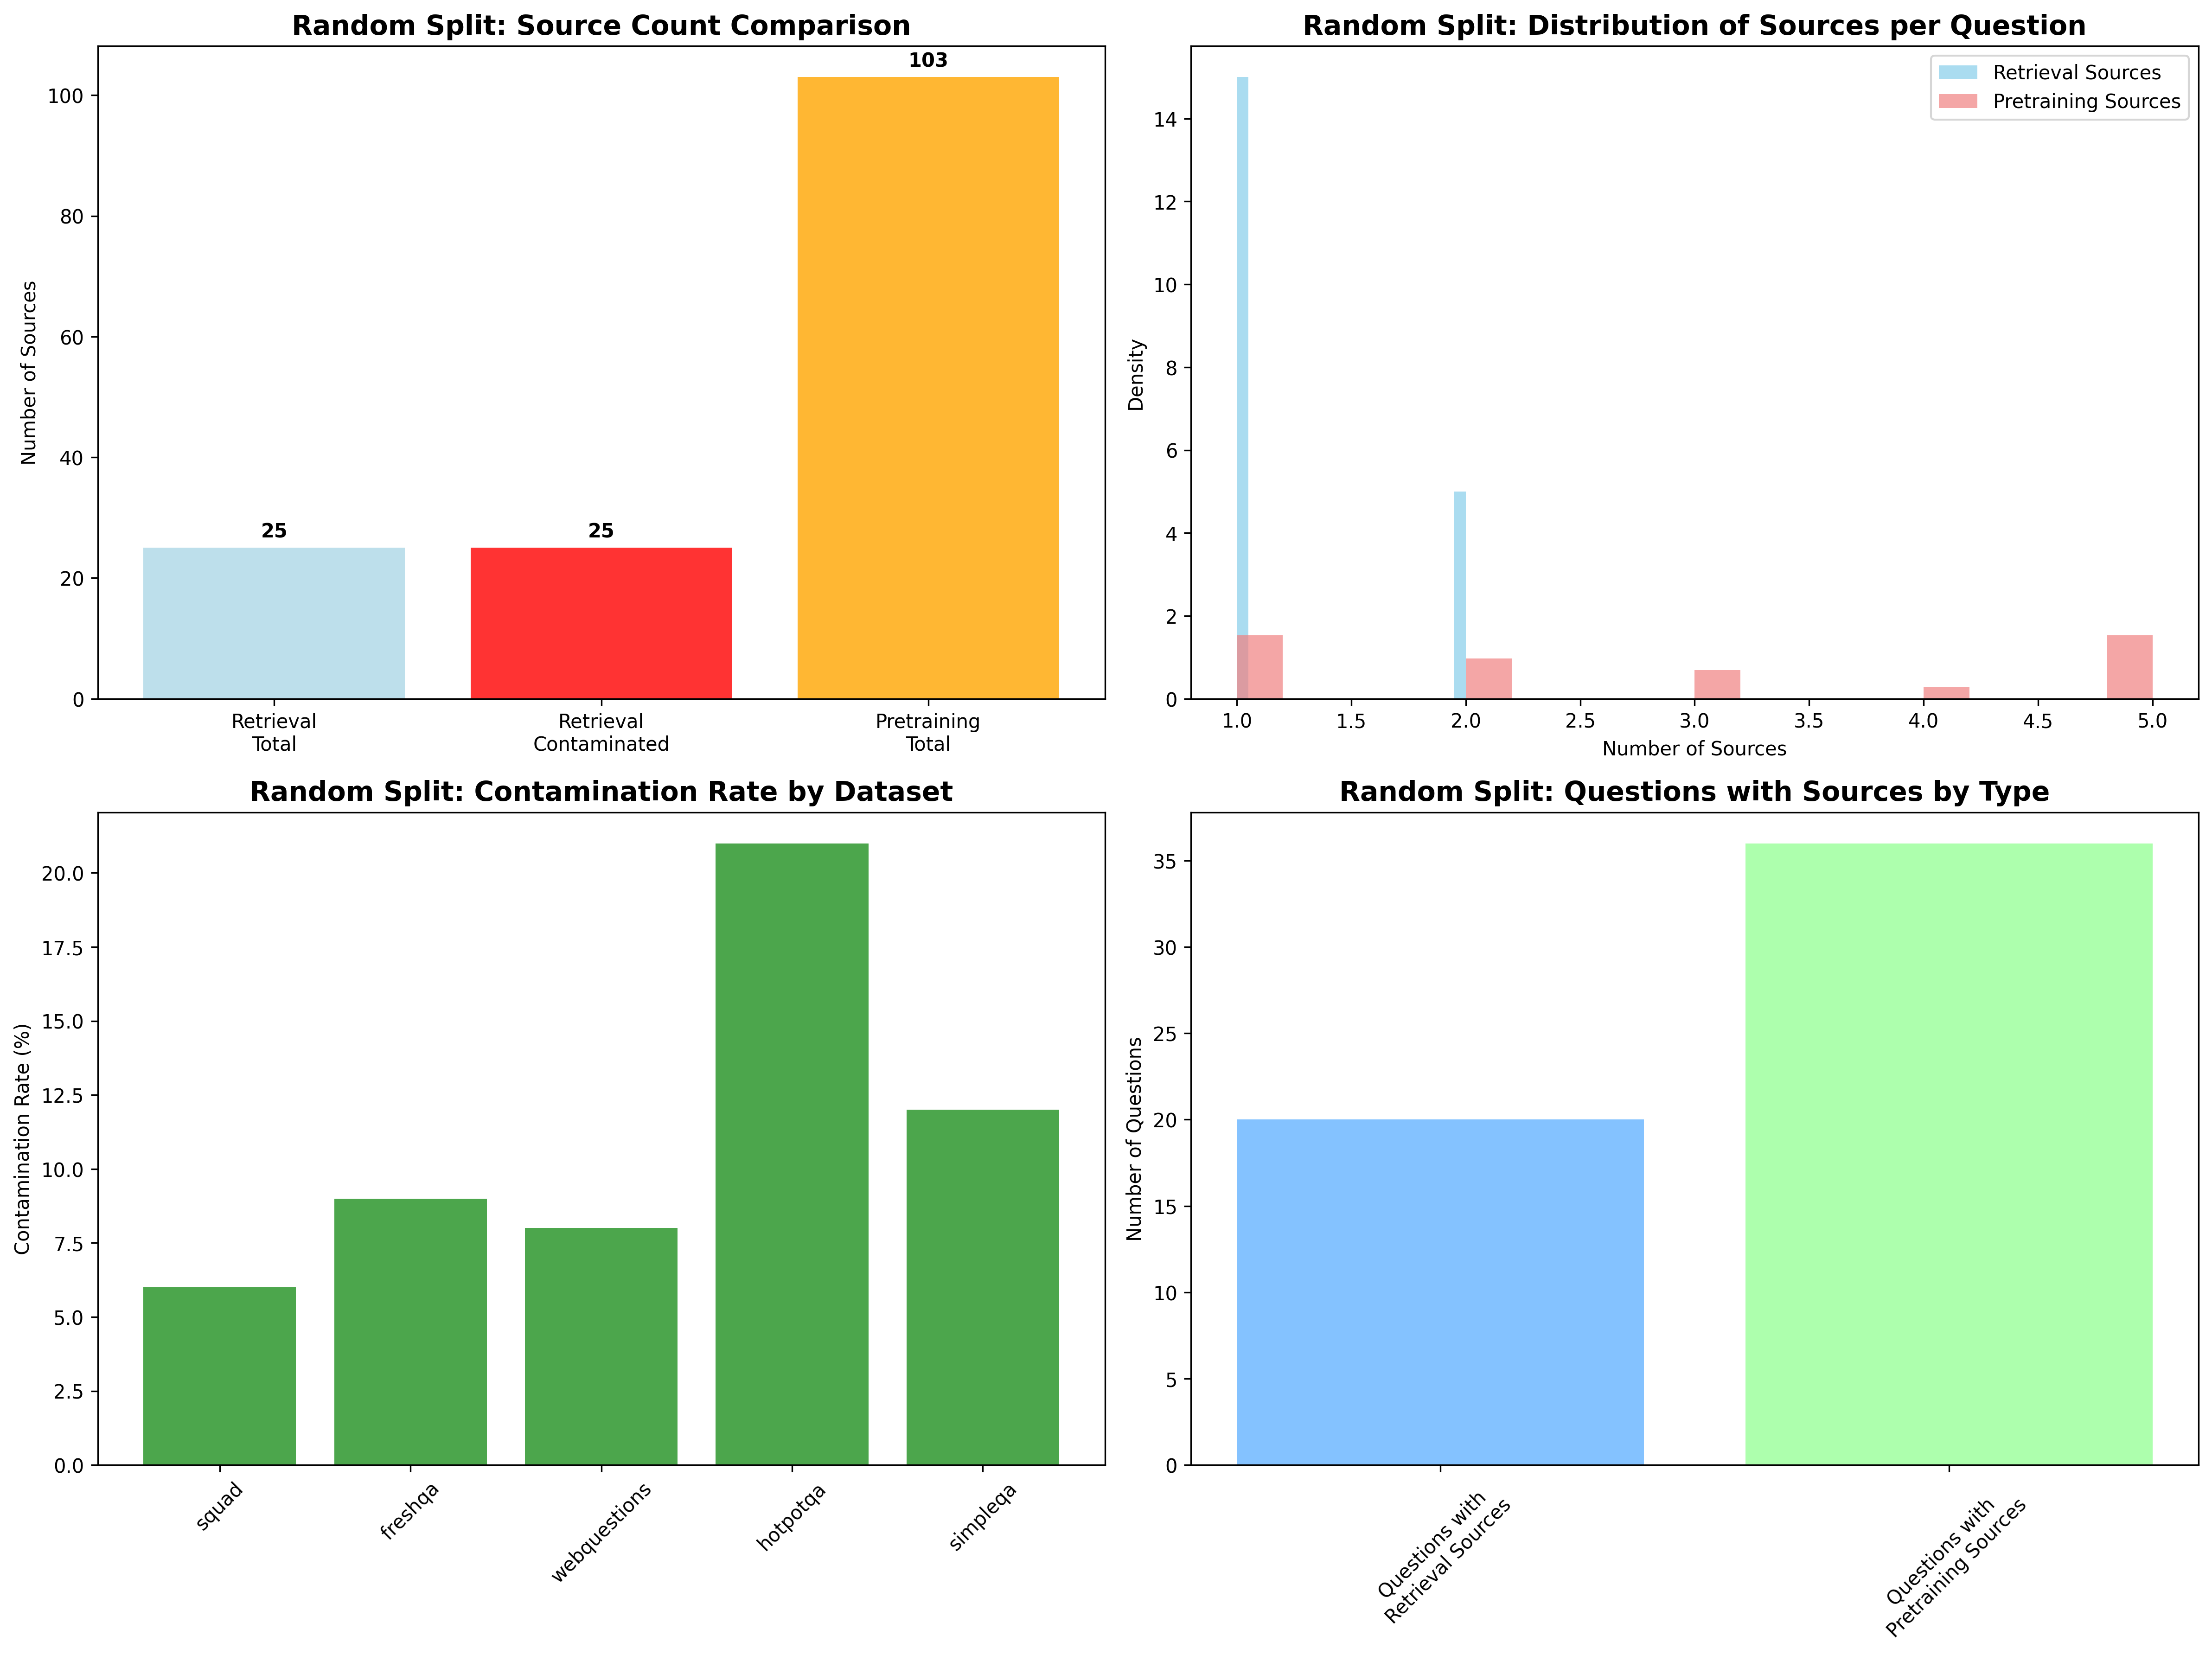 Random Split: Source Count Comparison
Number of Sources
100
80
60
40
20
0
25
25
103
Retrieval
Total
Retrieval
Contaminated
Pretraining
Total
Random Split: Distribution of Sources per Question
Density
14
12
10
8
6
4
2
0
Retrieval Sources
Pretraining Sources
1.0
1.5
2.0
2.5
3.0
3.5
4.0
4.5
5.0
Number of Sources
Random Split: Contamination Rate by Dataset
Contamination Rate (%)
20.0
17.5
15.0
12.5
10.0
7.5
5.0
2.5
0.0
squad
freshqa
webquestions
hotpotqa
simpleqa
Random Split: Questions with Sources by Type
Number of Questions
35
30
25
20
15
10
5
0
Questions with
Retrieval Sources
Questions with
Pretraining Sources